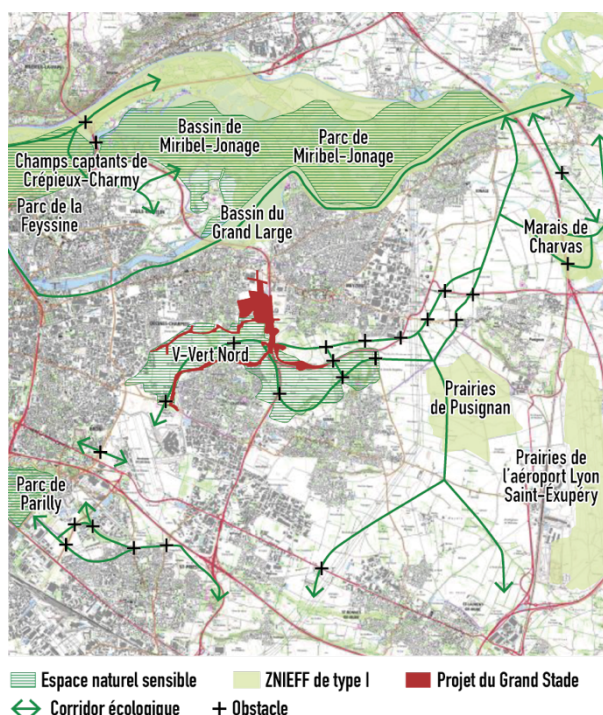 Bassin de
Miribel-Jonage
Parc de
Miribel-Jonage
Champs captants de
Crépieux-Charmy
Parc de la
Feyssine
Bassin du
Grand Large
Marais de
Charvas
V-Vert Nord
Prairies
de Pusignan
Prairies de
l'aéroport Lyon
Saint-Éxupéry
Parc de
Parilly
Espace naturel sensible
ZNIEFF de type I
Projet du Grand Stade
Corridor écologique
Obstacle